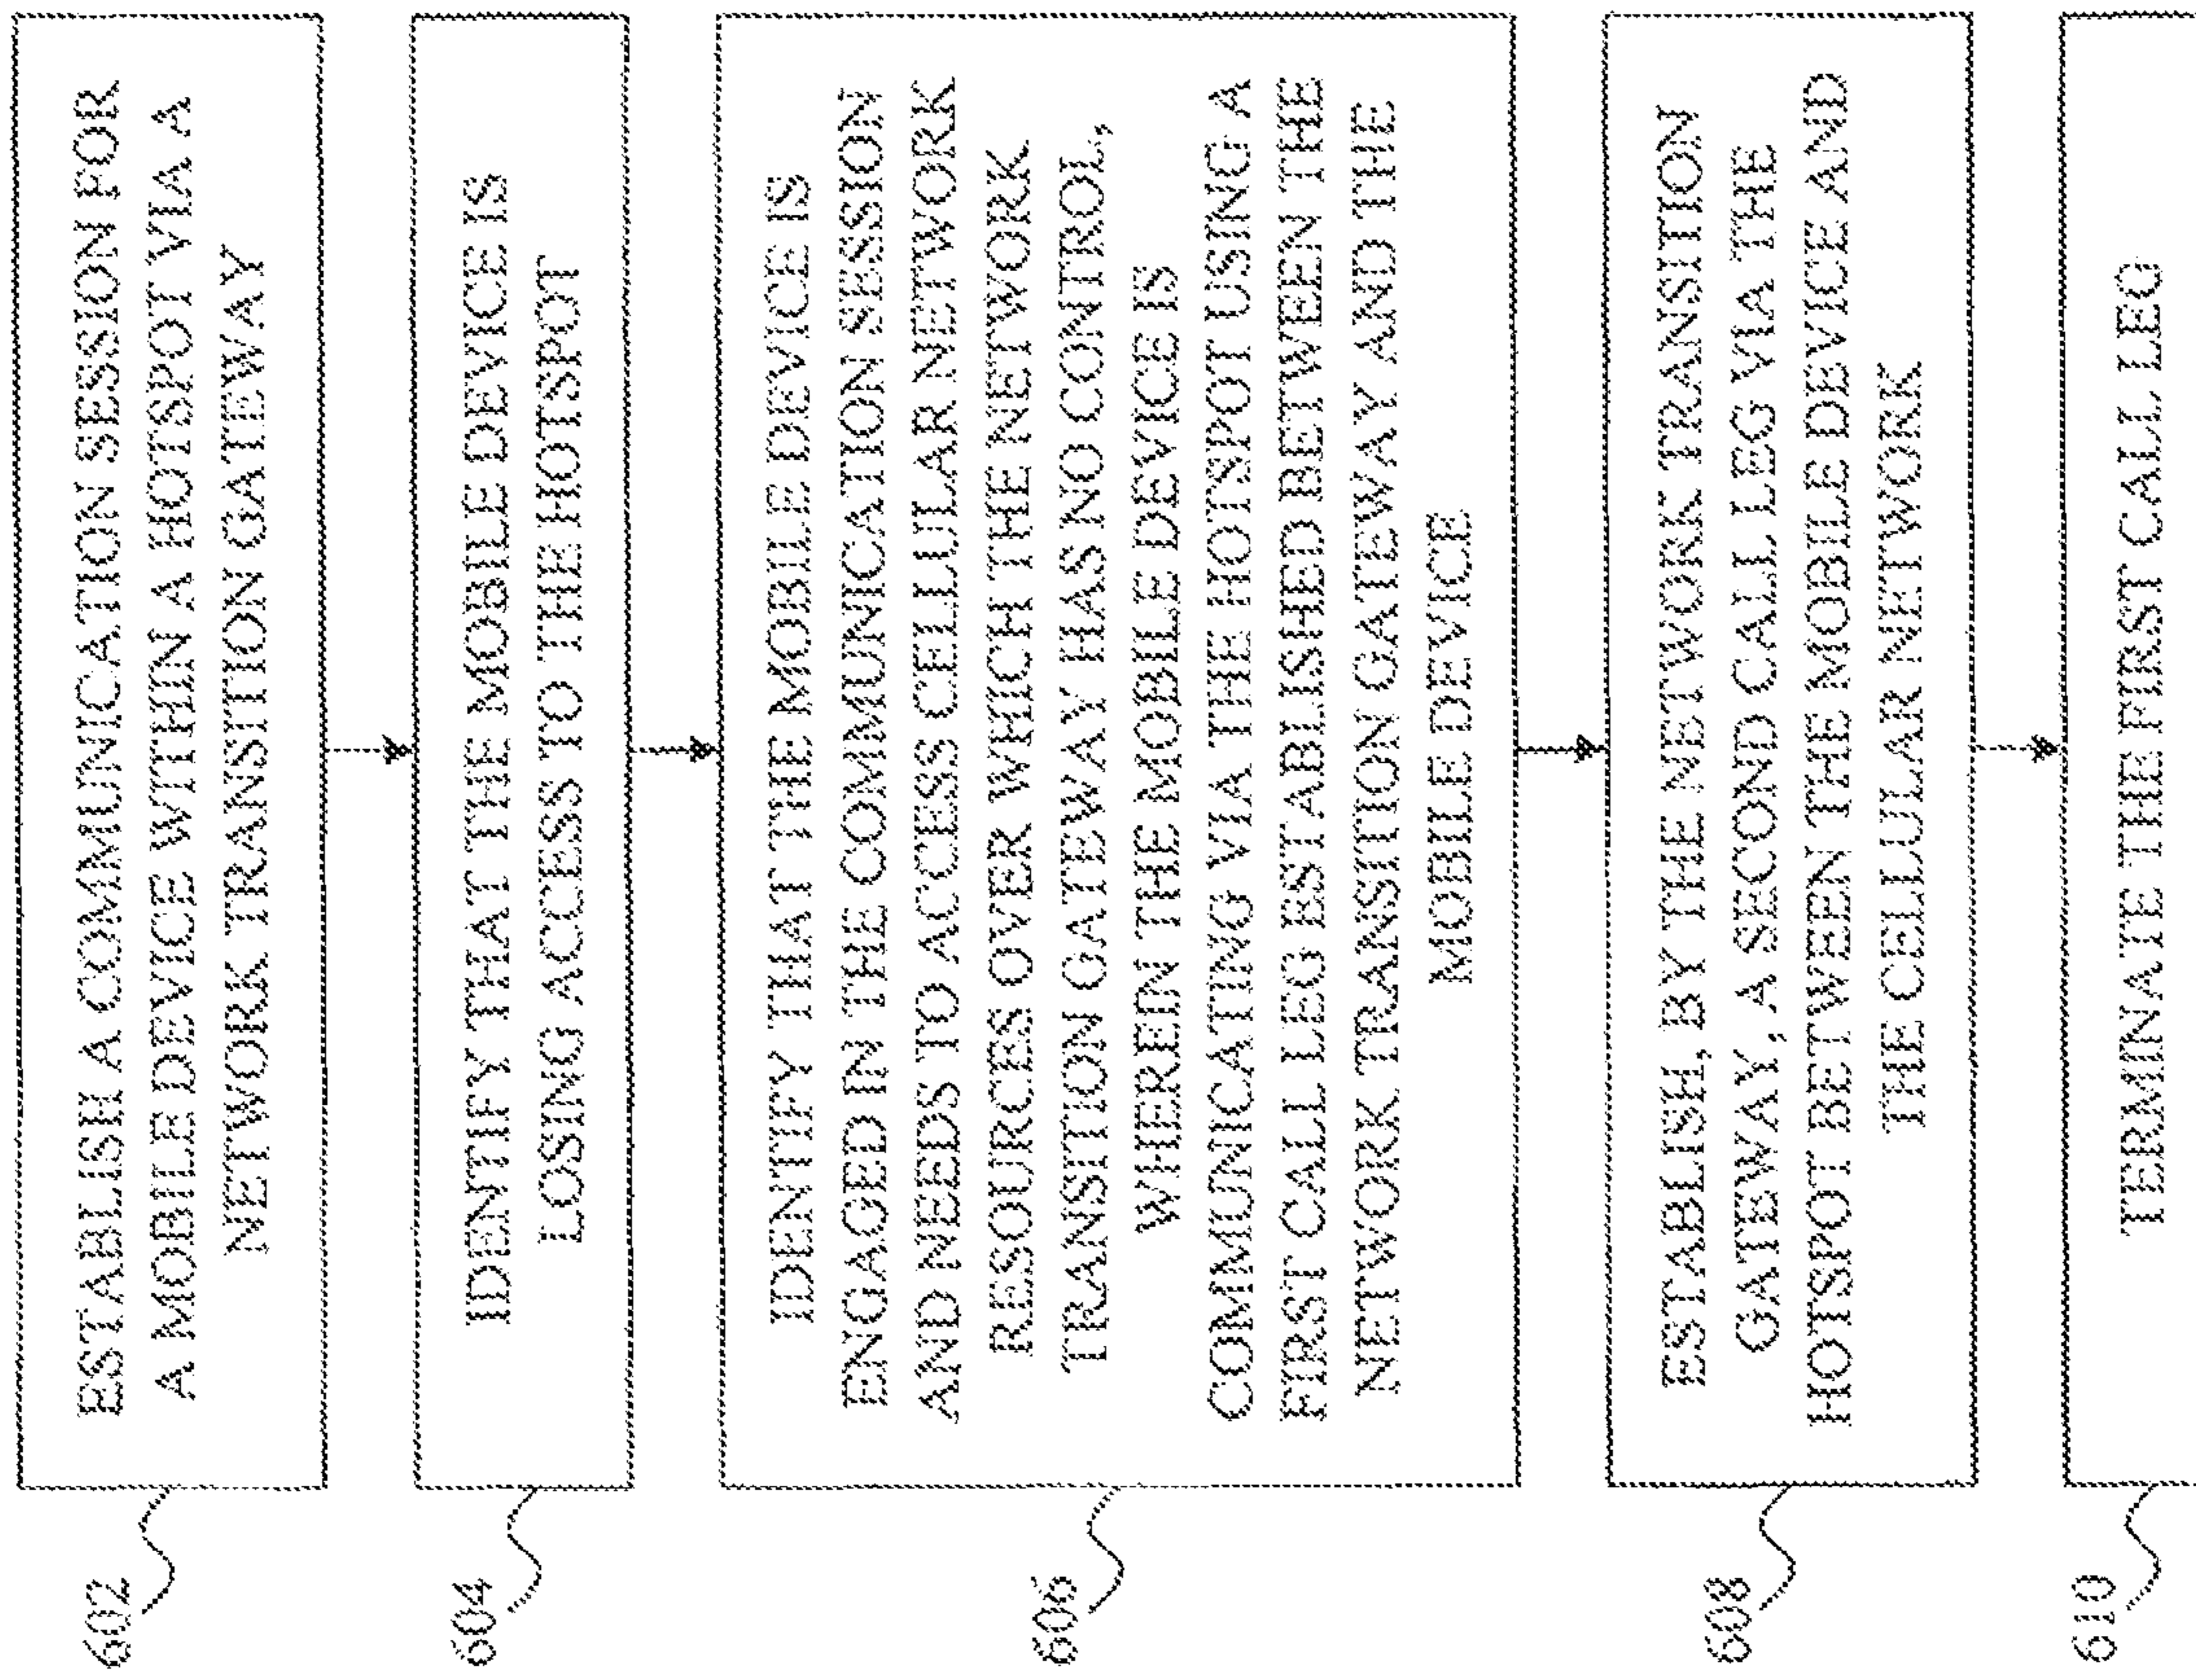 602
ESTABLISH A COMMUNICATION SESSION FOR
A MOBILE DEVICE WITHIN A HOTSPOT VIA A
NETWORK TRANSITION GATEWAY
604
IDENTIFY THAT THE MOBILE DEVICE IS
LOSING ACCESS TO THE HOTSPOT
606
IDENTIFY THAT THE MOBILE DEVICE IS
ENGAGED IN THE COMMUNICATION SESSION
AND NEEDS TO ACCESS CELLULAR NETWORK
RESOURCES OVER WHICH THE NETWORK
TRANSITION GATEWAY HAS NO CONTROL,
WHEREIN THE MOBILE DEVICE IS
COMMUNICATING VIA THE HOTSPOT USING A
FIRST CALL LEG ESTABLISHED BETWEEN THE
NETWORK TRANSITION GATEWAY AND THE
MOBILE DEVICE
608
ESTABLISH, BY THE NETWORK TRANSITION
GATEWAY, A SECOND CALL LEG VIA THE
HOTSPOT BETWEEN THE MOBILE DEVICE AND
THE CELLULAR NETWORK
610
TERMINATE THE FIRST CALL LEG